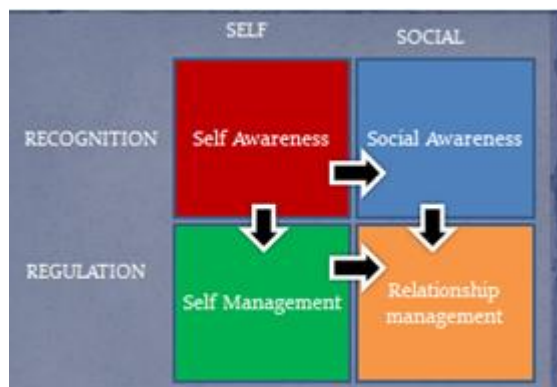 SELF
SOCIAL
RECOGNITION
Self Awareness
Social Awareness
REGULATION
Self Management
Relationship
management